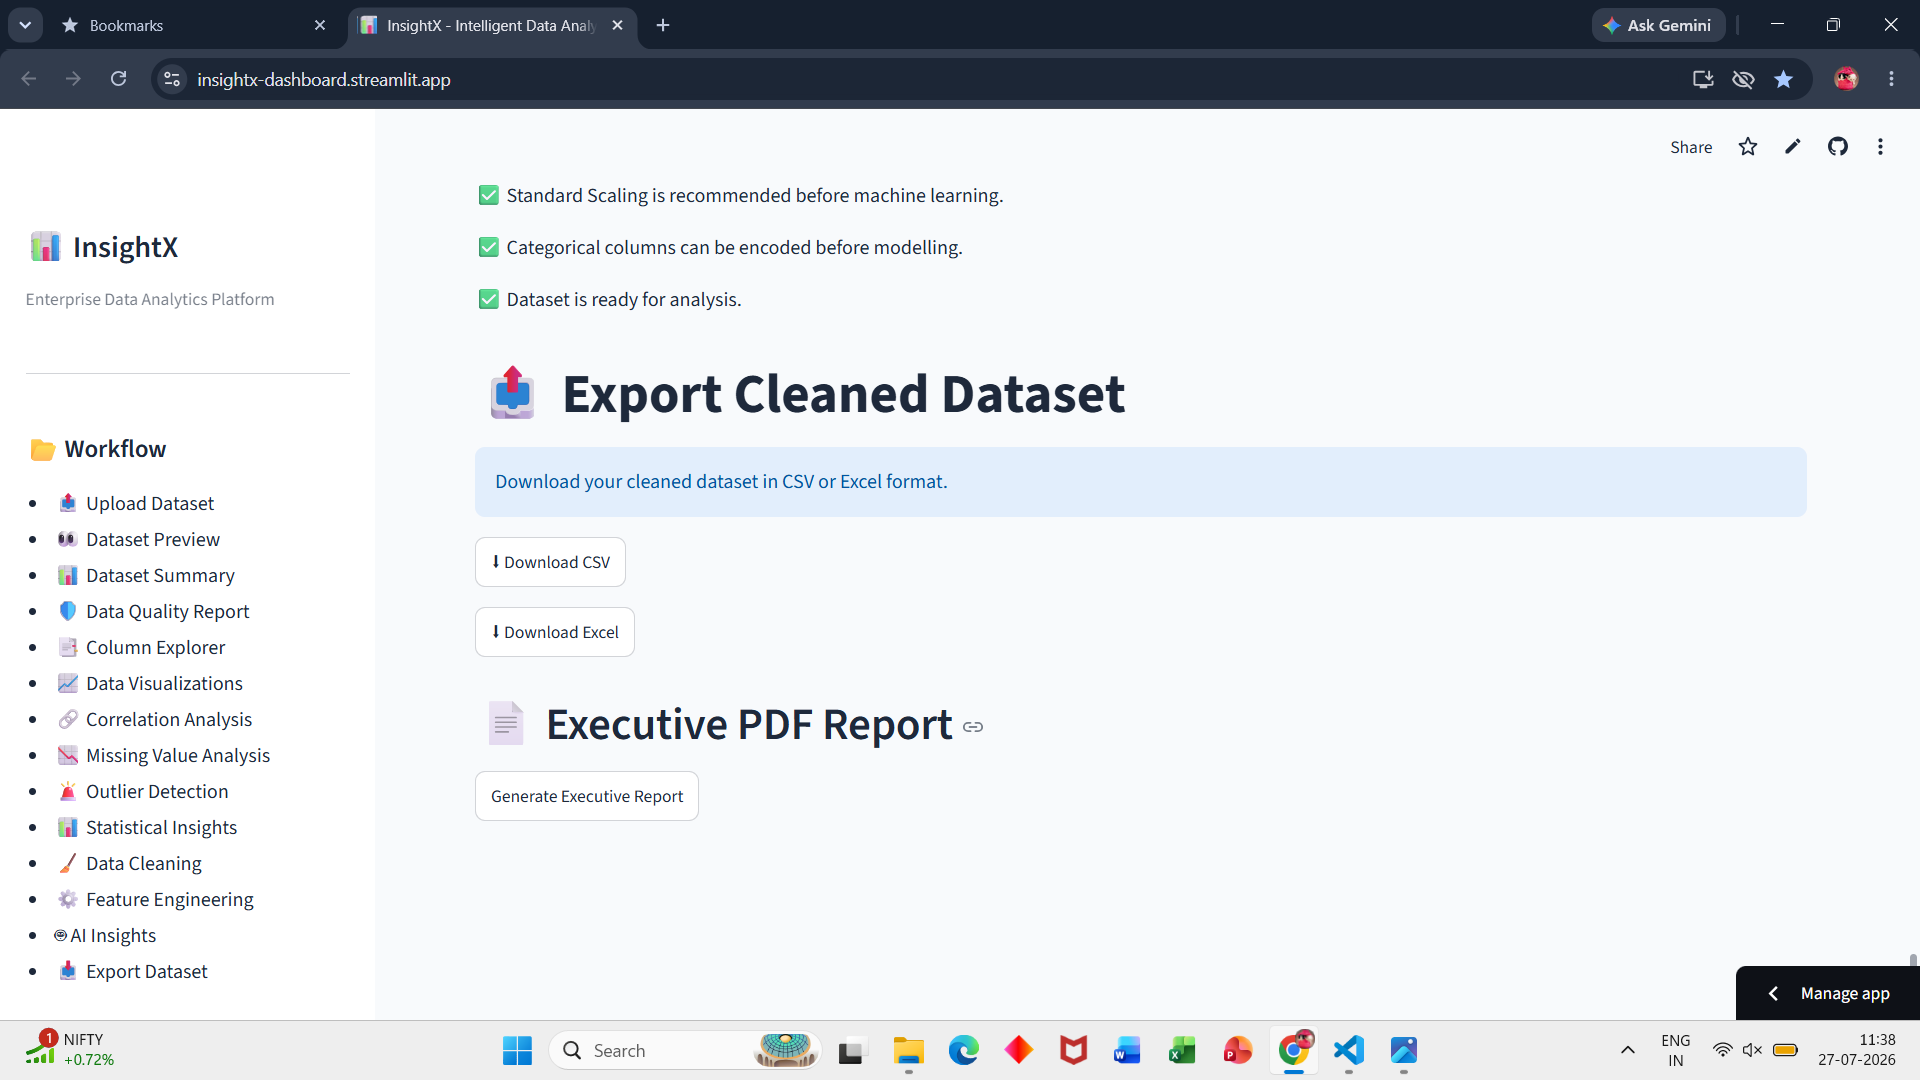 Bookmarks
InsightX - Intelligent Data Analy
Ask Gemini
insightx-dashboard.streamlit.app
Share
InsightX
Enterprise Data Analytics Platform
Workflow
Upload Dataset
Dataset Preview
Dataset Summary
Data Quality Report
Column Explorer
Data Visualizations
Correlation Analysis
Missing Value Analysis
Outlier Detection
Statistical Insights
Data Cleaning
Feature Engineering
AI Insights
Export Dataset
✅ Standard Scaling is recommended before machine learning.
✅ Categorical columns can be encoded before modelling.
✅ Dataset is ready for analysis.
Export Cleaned Dataset
Download your cleaned dataset in CSV or Excel format.
⬇ Download CSV
⬇ Download Excel
Executive PDF Report
Generate Executive Report
Manage app
1
NIFTY
+0.72%
Search
W
X
P
ENG
IN
11:38
27-07-2026